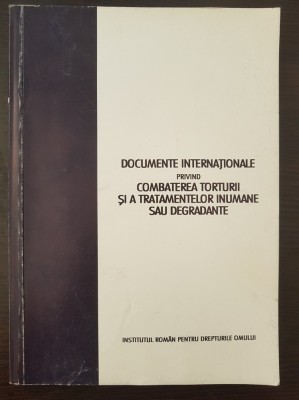 DOCUMENTE INTERNAȚIONALE
PRIVIND
COMBATEREA TORTURII
ȘI A TRATAMENTELOR INUMANE
SAU DEGRADANTE
INSTITUTUL ROMÂN PENTRU DREPTURILE OMULUI